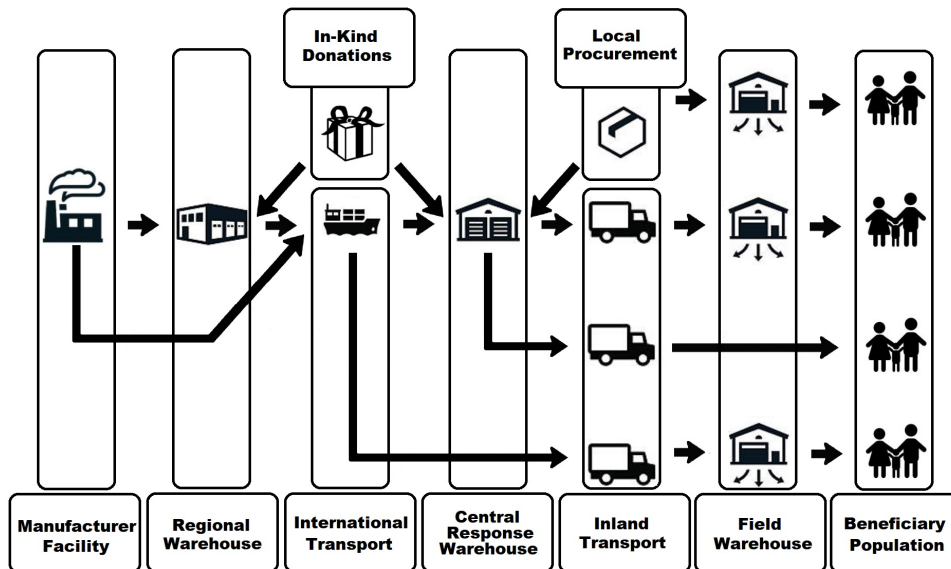 In-Kind
Donations
Local
Procurement
Manufacturer
Facility
Regional
Warehouse
International
Transport
Central
Response
Warehouse
Inland
Transport
Field
Warehouse
Beneficiary
Population